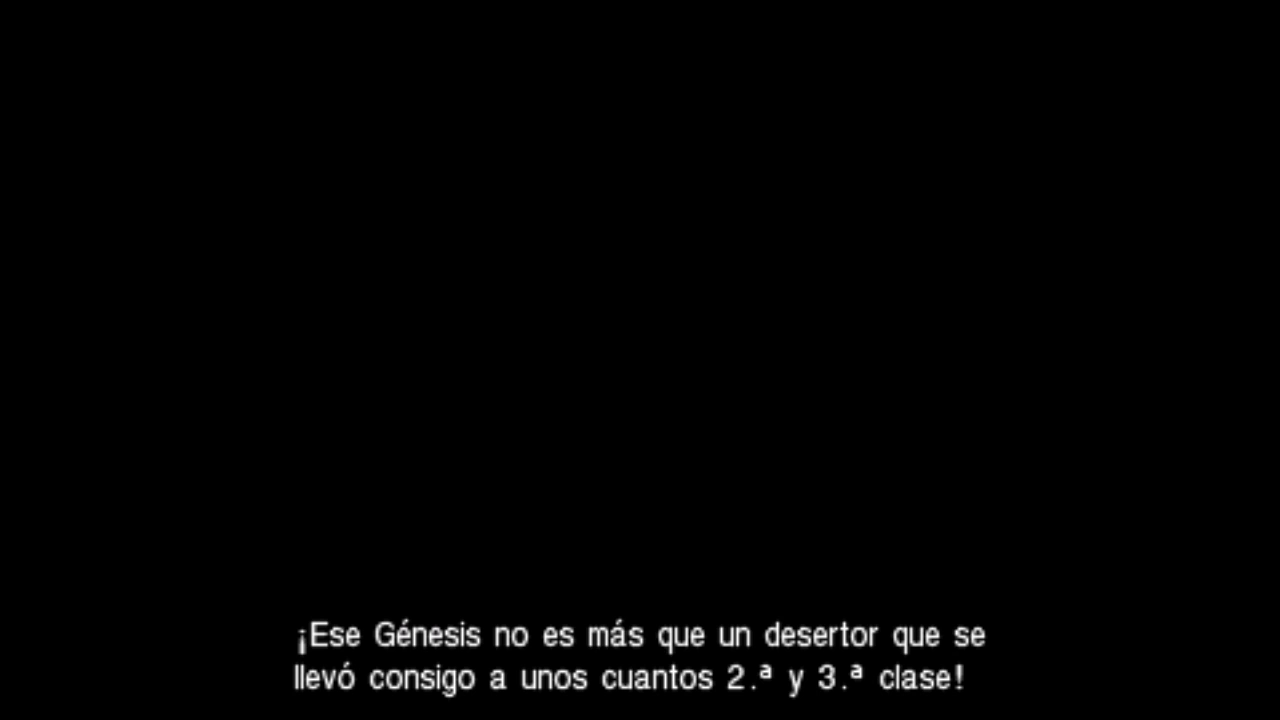 ¡Ese Génesis no es más que un desertor que se
llevó consigo a unos cuantos 2.ª y 3.ª clase!